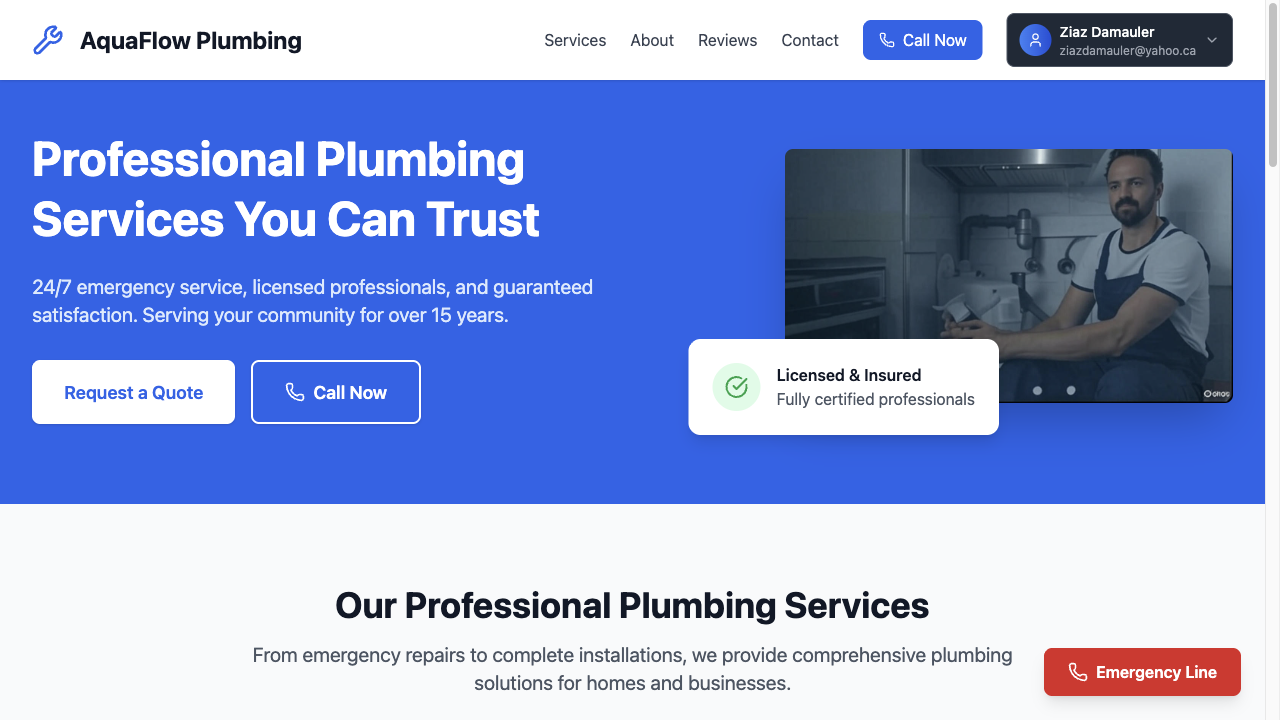 AquaFlow Plumbing
Services
About
Reviews
Contact
Call Now
Ziaz Damauler
ziazdamauler@yahoo.ca
Professional Plumbing
Services You Can Trust
24/7 emergency service, licensed professionals, and guaranteed
satisfaction. Serving your community for over 15 years.
Request a Quote
Call Now
Licensed & Insured
Fully certified professionals
Our Professional Plumbing Services
From emergency repairs to complete installations, we provide comprehensive plumbing
solutions for homes and businesses.
Emergency Line